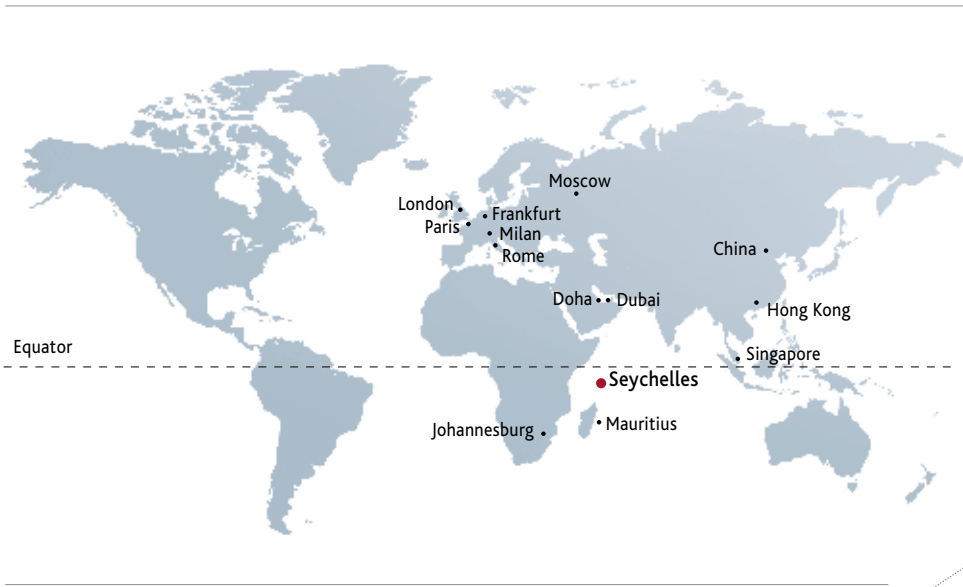 Moscow
London
Frankfurt
Paris
Milan
Rome
China
Doha
Dubai
Hong Kong
Equator
Singapore
Seychelles
Mauritius
Johannesburg